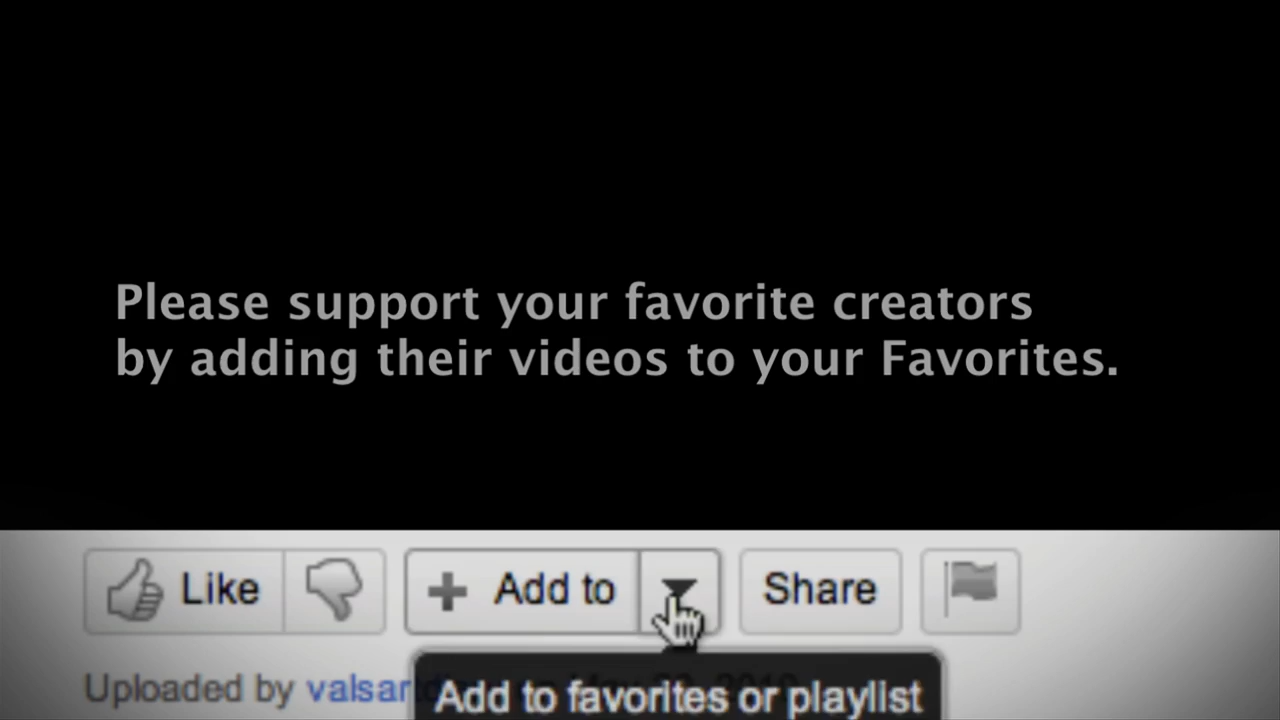 Please support your favorite creators
by adding their videos to your Favorites.
Like
Add to
Share
Uploaded by
Add to favorites or playlist